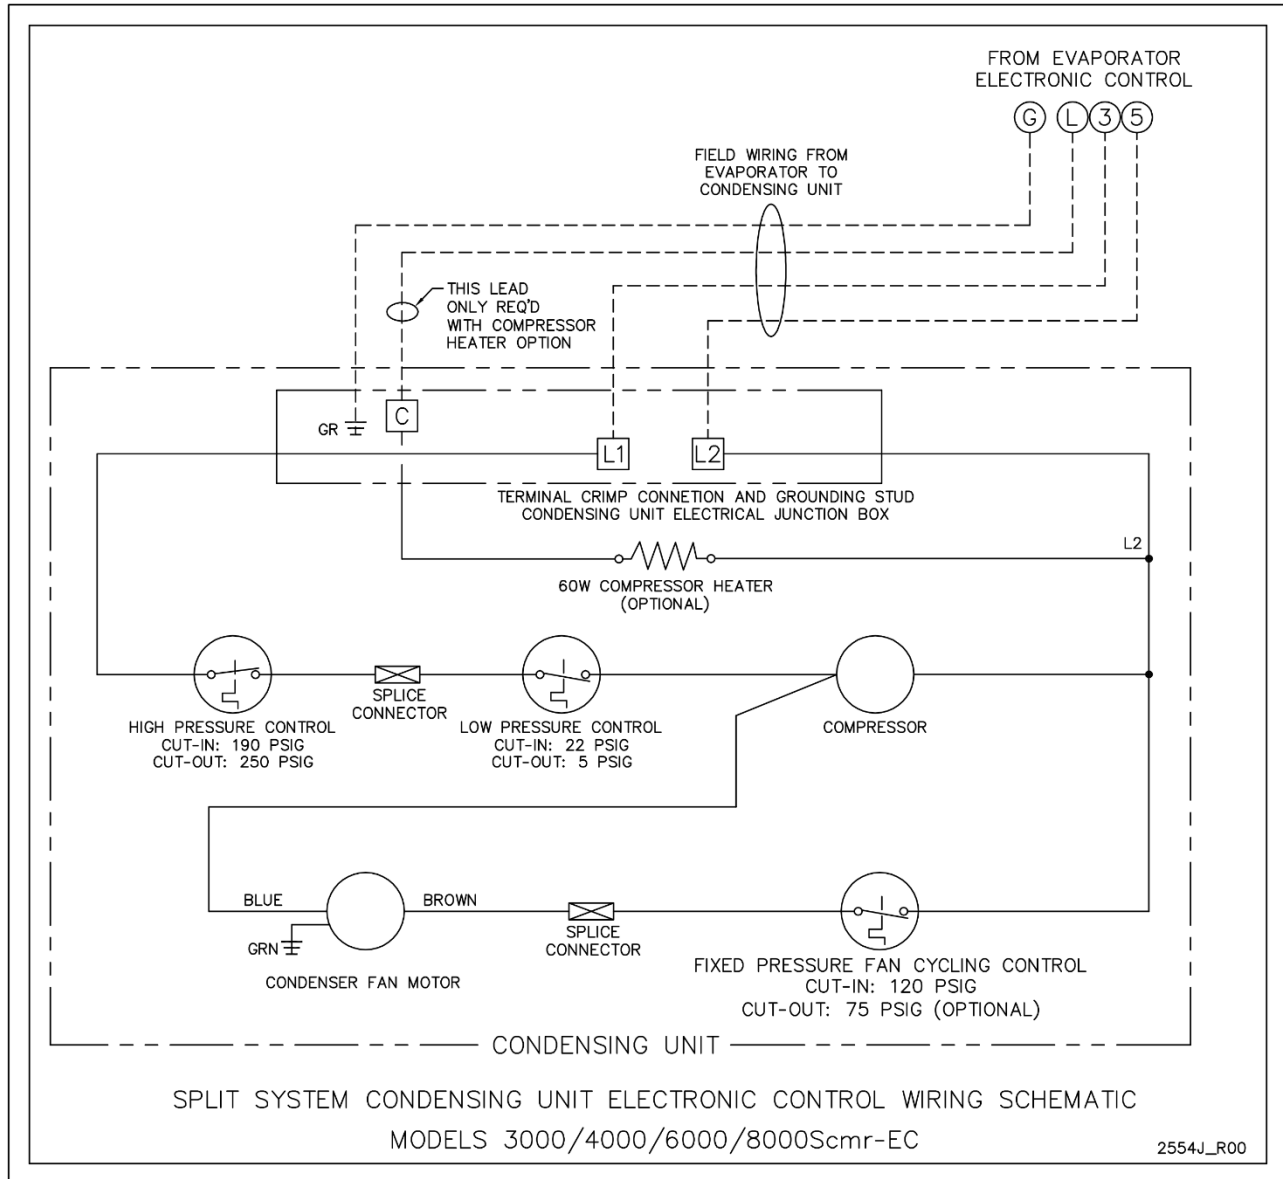 FROM EVAPORATOR
ELECTRONIC CONTROL
G L 3 5
FIELD WIRING FROM
EVAPORATOR TO
CONDENSING UNIT
THIS LEAD
ONLY REQ'D
WITH COMPRESSOR
HEATER OPTION
C
GR
L1
L2
TERMINAL CRIMP CONNETION AND GROUNDING STUD
CONDENSING UNIT ELECTRICAL JUNCTION BOX
L2
60W COMPRESSOR HEATER
(OPTIONAL)
HIGH PRESSURE CONTROL
CUT-IN: 190 PSIG
CUT-OUT: 250 PSIG
SPLICE
CONNECTOR
LOW PRESSURE CONTROL
CUT-IN: 22 PSIG
CUT-OUT: 5 PSIG
COMPRESSOR
BLUE
BROWN
GRN
CONDENSER FAN MOTOR
SPLICE
CONNECTOR
FIXED PRESSURE FAN CYCLING CONTROL
CUT-IN: 120 PSIG
CUT-OUT: 75 PSIG (OPTIONAL)
CONDENSING UNIT
SPLIT SYSTEM CONDENSING UNIT ELECTRONIC CONTROL WIRING SCHEMATIC
MODELS 3000/4000/6000/8000Scmr-EC
2554J_R00